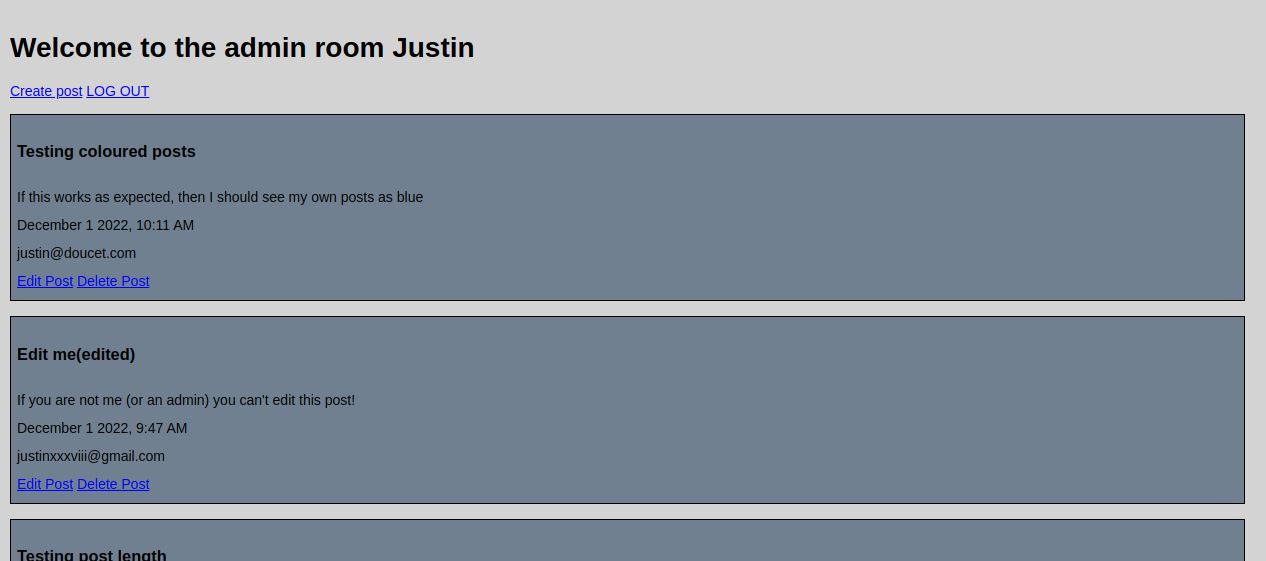 Welcome to the admin room Justin
Create post LOG OUT
Testing coloured posts
If this works as expected, then I should see my own posts as blue
December 1 2022, 10:11 AM
justin@doucet.com
Edit Post Delete Post
Edit me(edited)
If you are not me (or an admin) you can't edit this post!
December 1 2022, 9:47 AM
justinxxxviii@gmail.com
Edit Post Delete Post
Testing post length